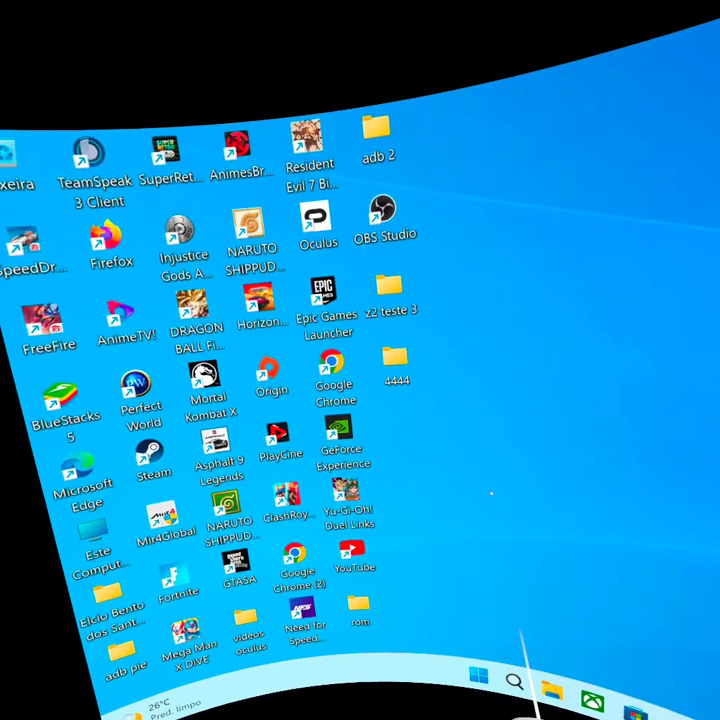 xeira
TeamSpeak
3 Client
SuperRet...
AnimesBr...
Resident
Evil 7 Bi...
adb 2
SpeedDr...
Firefox
Injustice
Gods A...
NARUTO
SHIPPUD...
Oculus
OBS Studio
FreeFire
AnimeTV!
DRAGON
BALL Fi...
Horizon...
EPIC
GAMES
Epic Games
Launcher
z2 teste 3
BlueStacks
5
Perfect
World
Mortal
Kombat X
Origin
Google
Chrome
4444
Microsoft
Edge
Steam
Asphalt 9
Legends
PlayCine
GeForce
Experience
Este
Comput...
Mir4Global
NARUTO
SHIPPUD...
ClashRoy...
Yu-Gi-Oh!
Duel Links
Elcio Bento
dos Sant...
Fortnite
GTASA
Google
Chrome (2)
YouTube
adb pie
Mega Man
X DIVE
videos
oculus
Need for
Speed...
rom
26°C
Pred. limpo